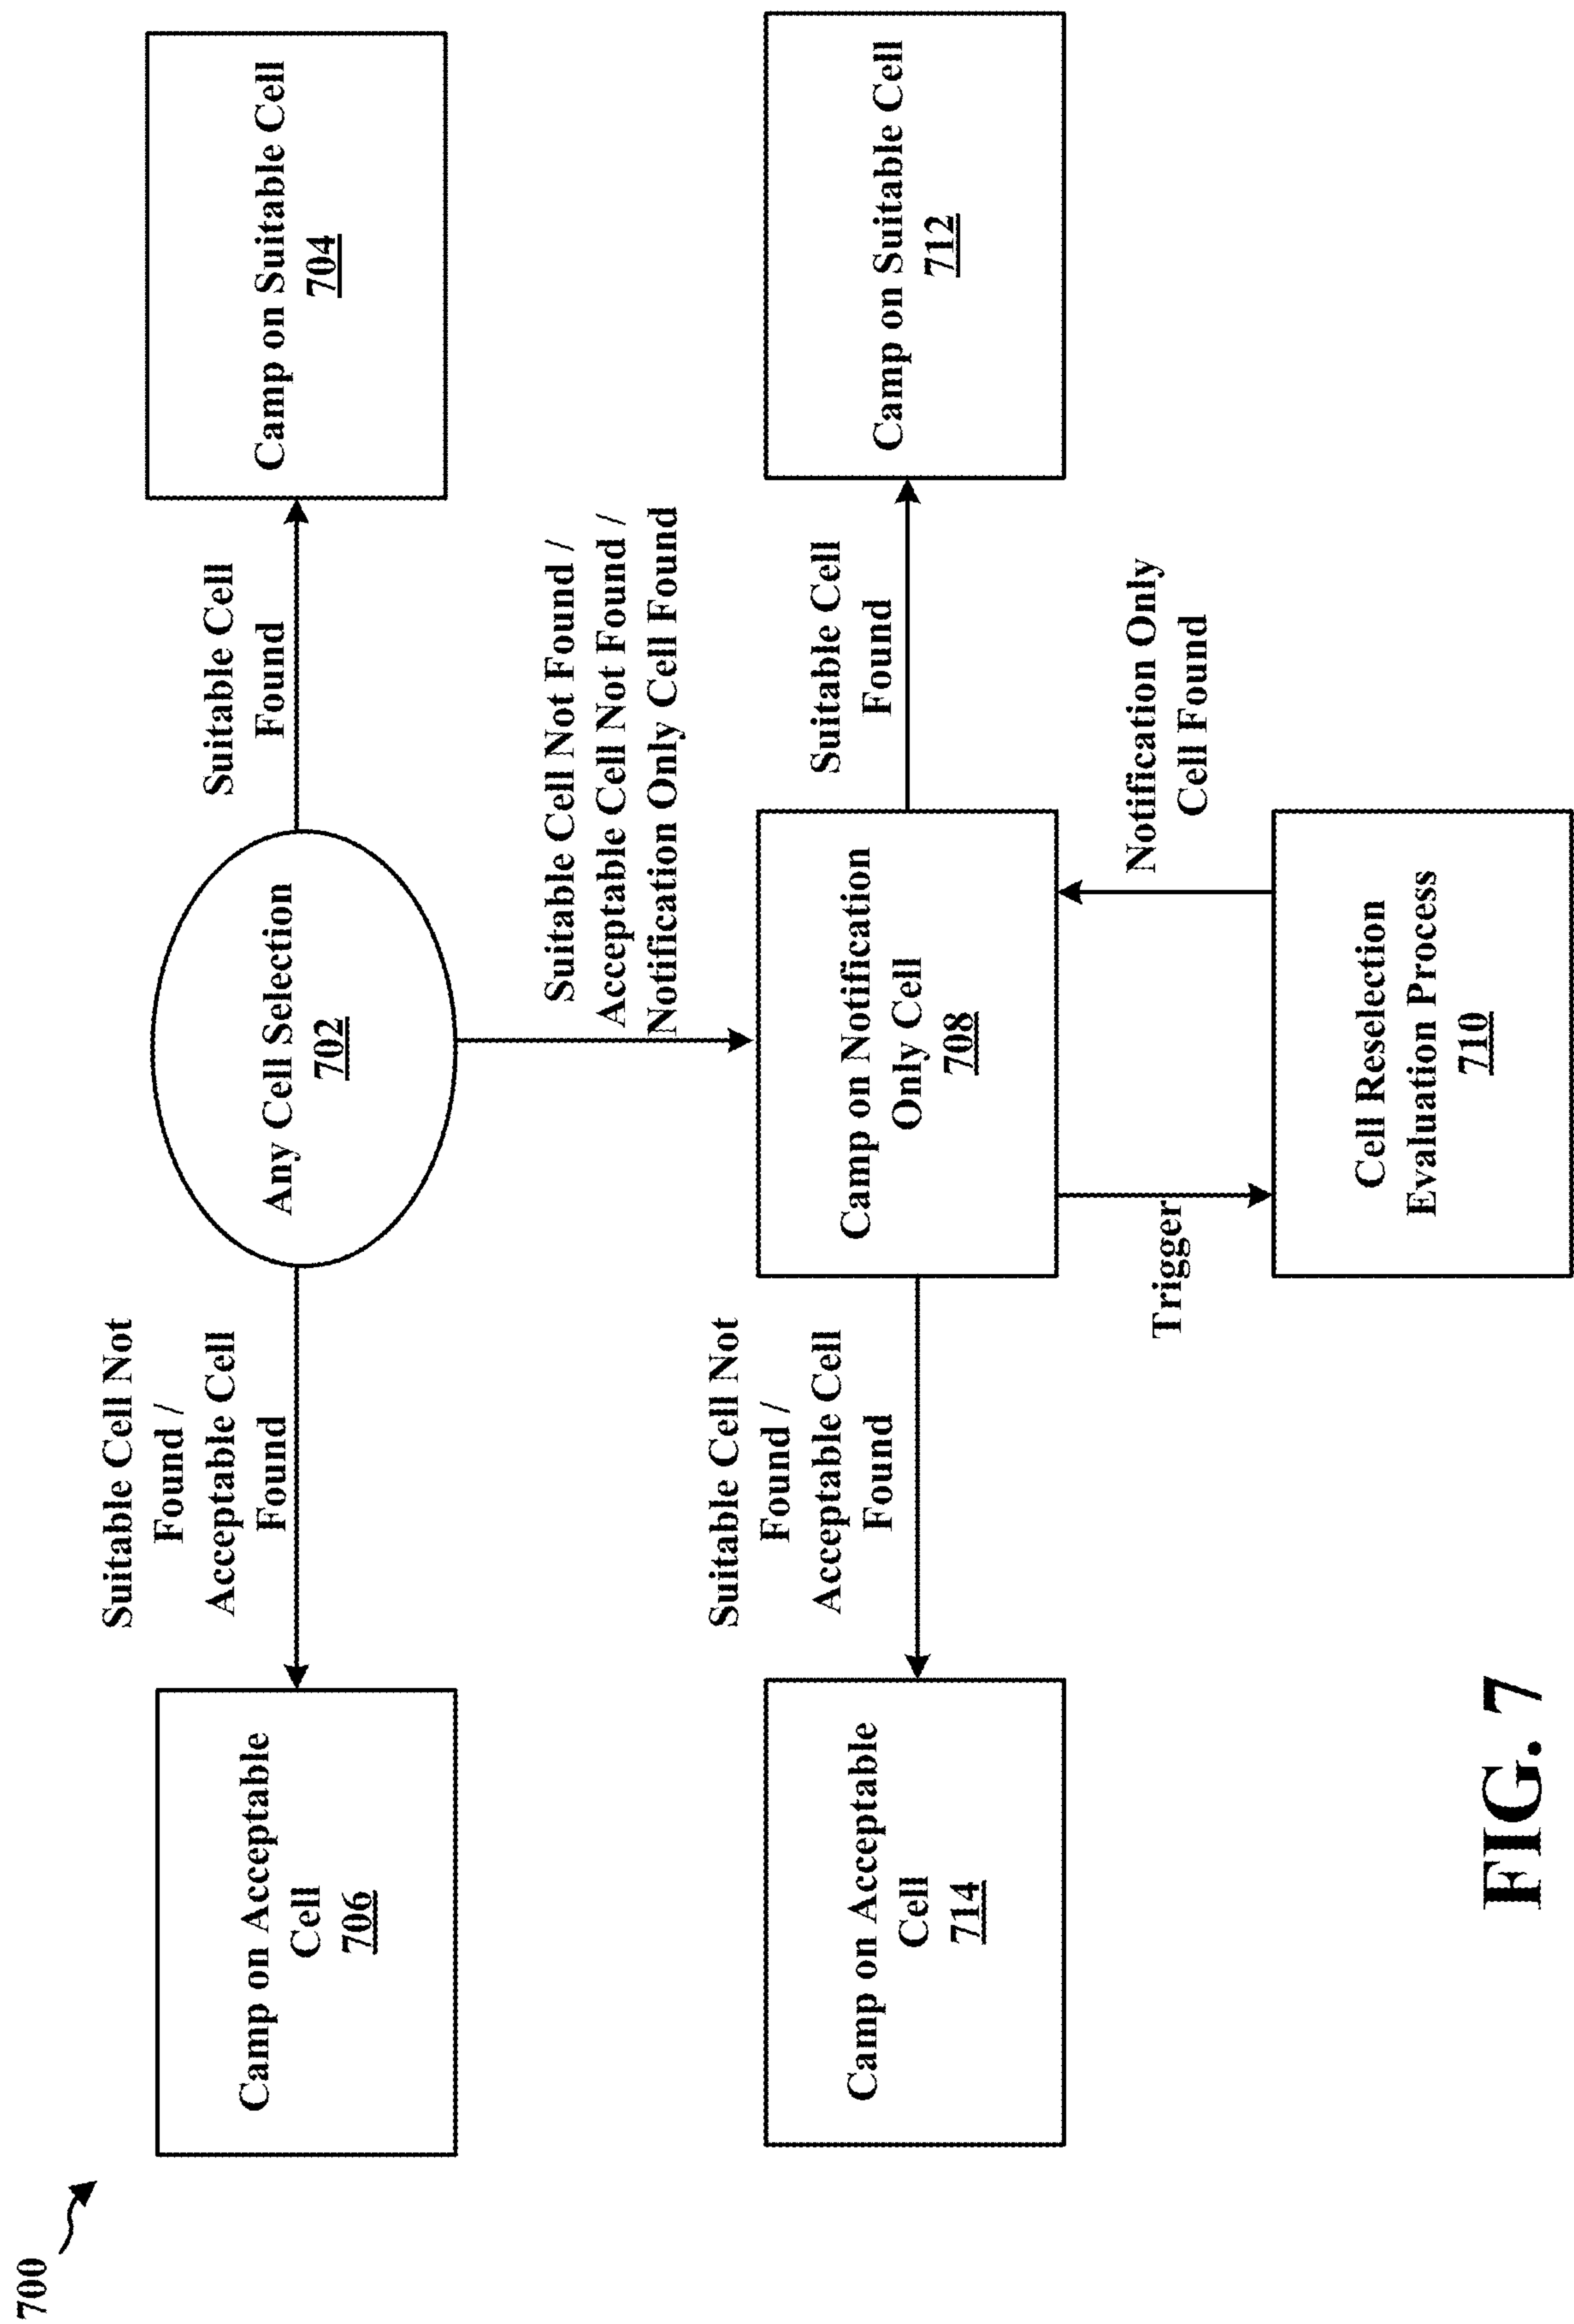 700
Suitable Cell Not
Found /
Acceptable Cell
Found
Suitable Cell
Found
Camp on Acceptable
Cell
706
Any Cell Selection
702
Camp on Suitable Cell
704
Suitable Cell Not Found /
Acceptable Cell Not Found /
Notification Only Cell Found
Suitable Cell Not
Found /
Acceptable Cell
Found
Suitable Cell
Found
Camp on Acceptable
Cell
714
Camp on Notification
Only Cell
708
Camp on Suitable Cell
712
Trigger
Notification Only
Cell Found
Cell Reselection
Evaluation Process
710
FIG. 7